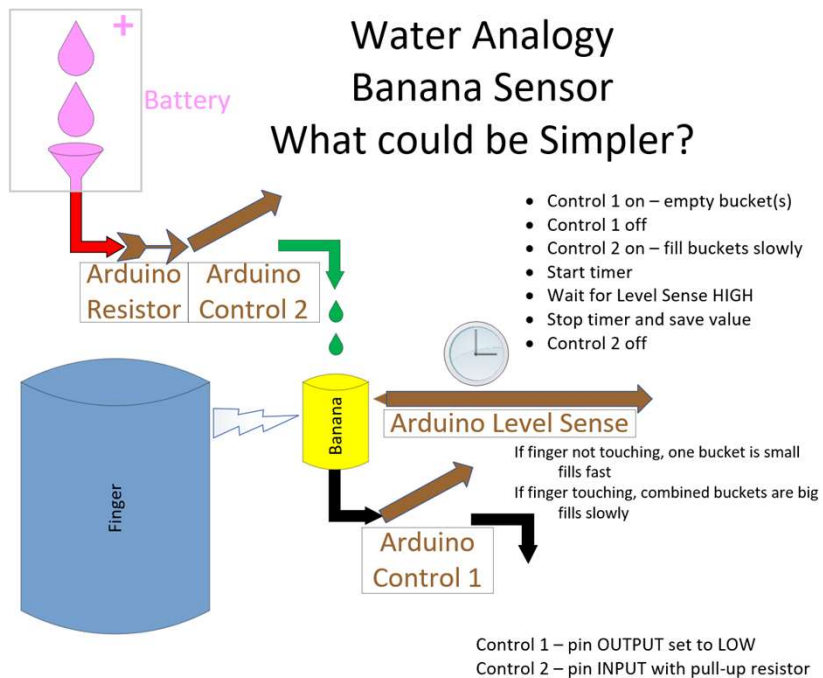 Water Analogy
Banana Sensor
What could be Simpler?
+
Battery
• Control 1 on – empty bucket(s)
• Control 1 off
• Control 2 on – fill buckets slowly
• Start timer
• Wait for Level Sense HIGH
• Stop timer and save value
• Control 2 off
Arduino
Resistor
Arduino
Control 2
Finger
Banana
Arduino Level Sense
If finger not touching, one bucket is small
fills fast
If finger touching, combined buckets are big
fills slowly
Arduino
Control 1
Control 1 – pin OUTPUT set to LOW
Control 2 – pin INPUT with pull-up resistor